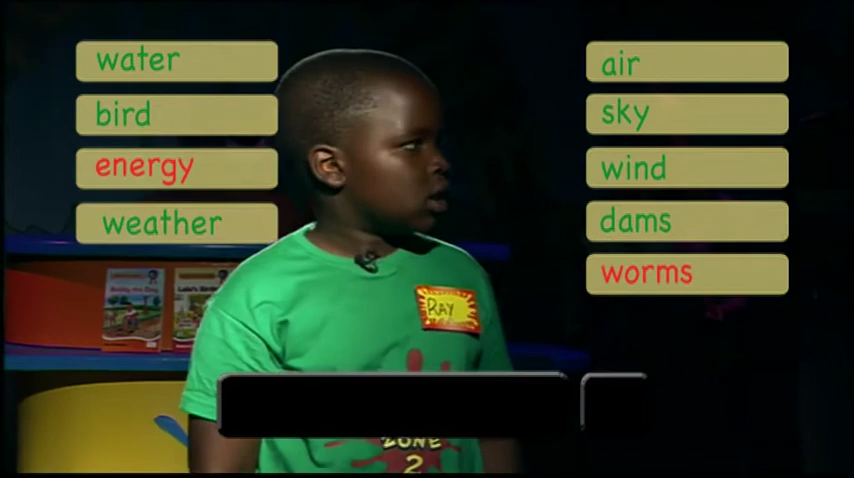 water
bird
energy
weather
air
sky
wind
dams
worms
RAY
ZONE
2